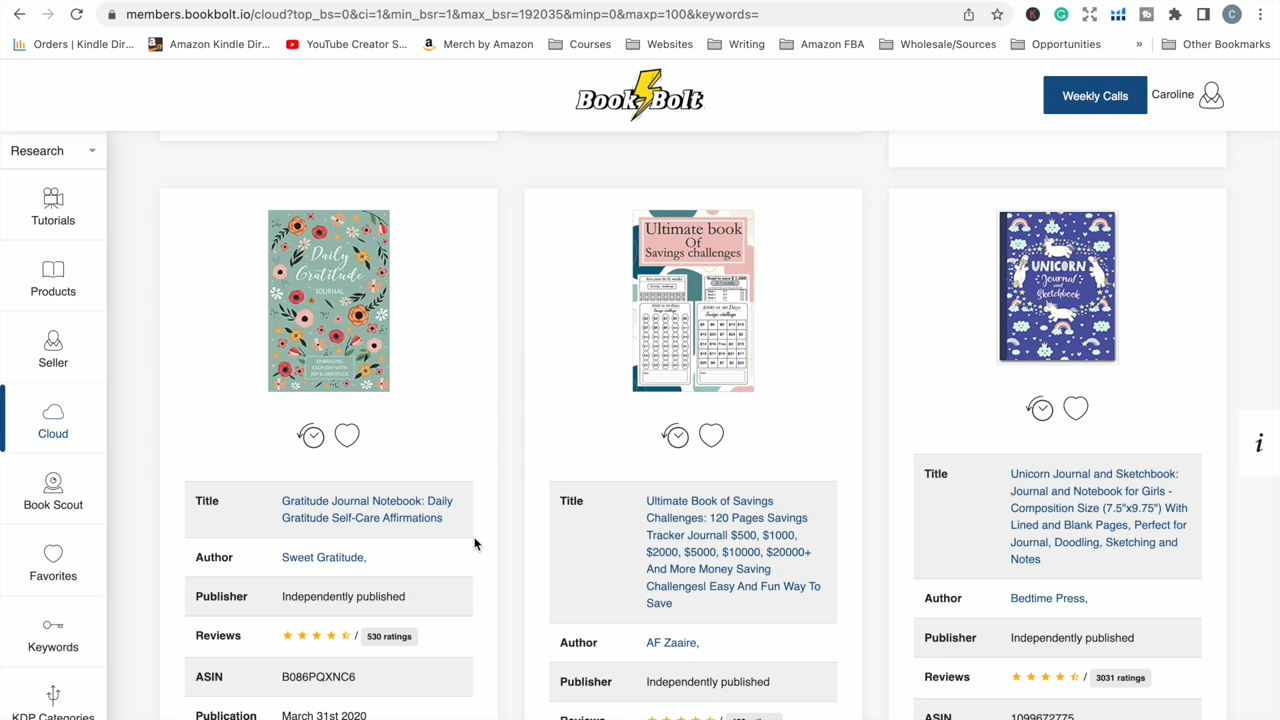 members.bookbolt.io/cloud?top_bs=0&ci=1&min_bsr=1&max_bsr=192035&minp=0&maxp=100&keywords=
Orders | Kindle Dir...
Amazon Kindle Dir...
YouTube Creator S...
Merch by Amazon
Courses
Websites
Writing
Amazon FBA
Wholesale/Sources
Opportunities
»
Other Bookmarks
K
G
C
Book Bolt
Weekly Calls
Caroline
Research
Tutorials
Products
Seller
Cloud
Book Scout
Favorites
Keywords
KDP Categories
Daily
Gratitude
JOURNAL
EMBRACING
EACH DAY WITH
JOY & GRATITUDE
Title
Gratitude Journal Notebook: Daily
Gratitude Self-Care Affirmations
Author
Sweet Gratitude,
Publisher
Independently published
Reviews
/ 530 ratings
ASIN
B086PQXNC6
Publication
March 31st 2020
Ultimate book
Of
Savings challenges
Title
Ultimate Book of Savings
Challenges: 120 Pages Savings
Tracker Journall $500, $1000,
$2000, $5000, $10000, $20000+
And More Money Saving
Challengesl Easy And Fun Way To
Save
Author
AF Zaaire,
Publisher
Independently published
Reviews
UNICORN
Journal
and
Sketchbook
Title
Unicorn Journal and Sketchbook:
Journal and Notebook for Girls -
Composition Size (7.5"x9.75") With
Lined and Blank Pages, Perfect for
Journal, Doodling, Sketching and
Notes
Author
Bedtime Press,
Publisher
Independently published
Reviews
/ 3031 ratings
ASIN
1099672775
i